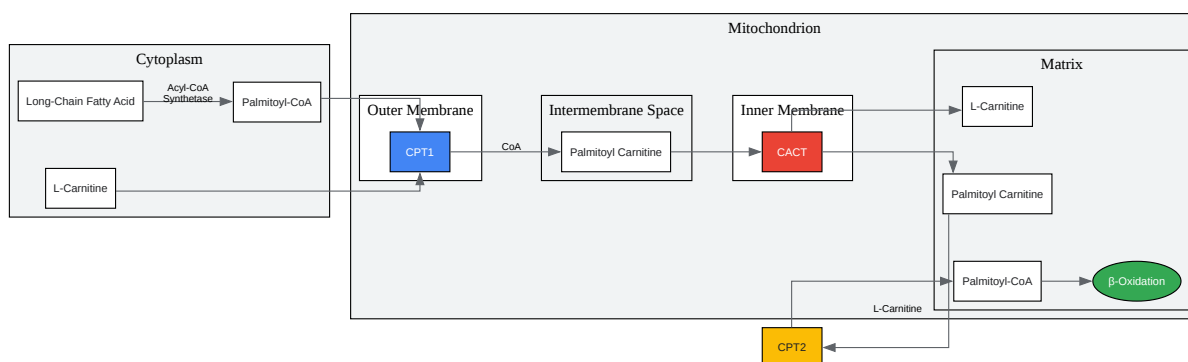 Mitochondrion
Cytoplasm
Matrix
Long-Chain Fatty Acid
Acyl-CoA
Synthetase
Palmitoyl-CoA
L-Carnitine
Outer Membrane
CPT1
CoA
Intermembrane Space
Palmitoyl Carnitine
Inner Membrane
CACT
L-Carnitine
Palmitoyl Carnitine
Palmitoyl-CoA
β-Oxidation
L-Carnitine
CPT2